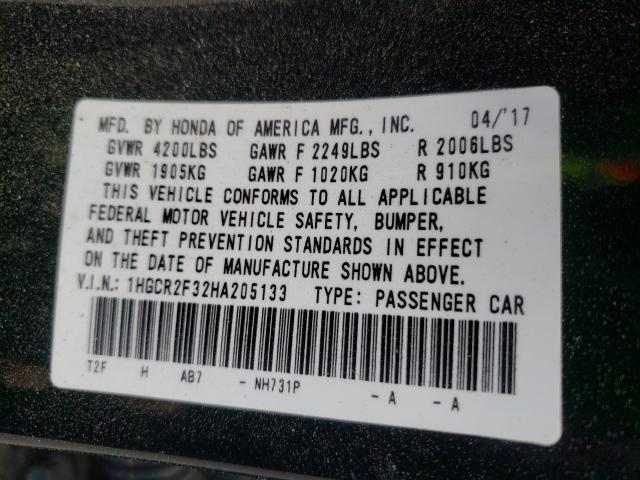 MFD. BY HONDA OF AMERICA MFG., INC. 04/'17
GVWR 4200LBS GAWR F 2249LBS R 2006LBS
GVWR 1905KG GAWR F 1020KG R 910KG
THIS VEHICLE CONFORMS TO ALL APPLICABLE
FEDERAL MOTOR VEHICLE SAFETY, BUMPER,
AND THEFT PREVENTION STANDARDS IN EFFECT
ON THE DATE OF MANUFACTURE SHOWN ABOVE.
V.I.N.: 1HGCR2F32HA205133 TYPE: PASSENGER CAR
T2F H AB7 - NH731P - A - A